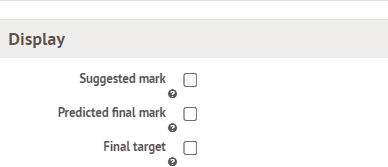 Display
Suggested mark
Predicted final mark
Final target